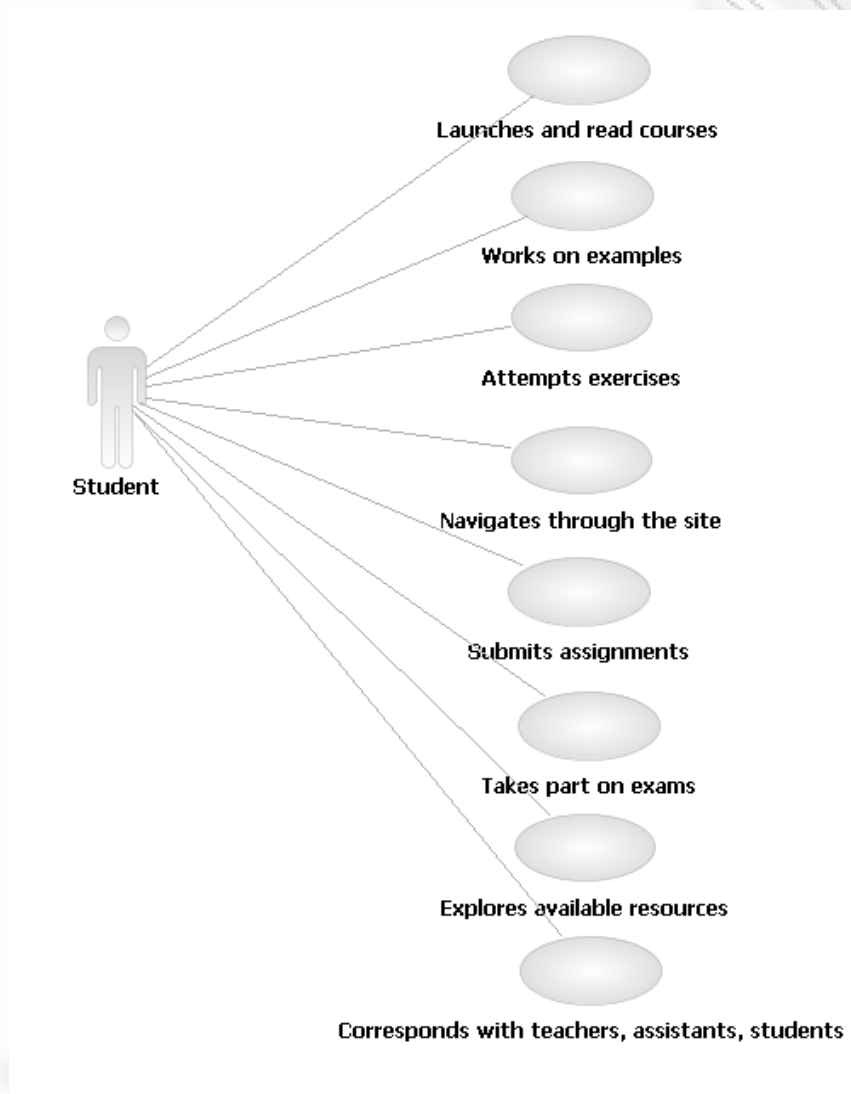 Launches and read courses
Works on examples
Attempts exercises
Student
Navigates through the site
Submits assignments
Takes part on exams
Explores available resources
Corresponds with teachers, assistants, students